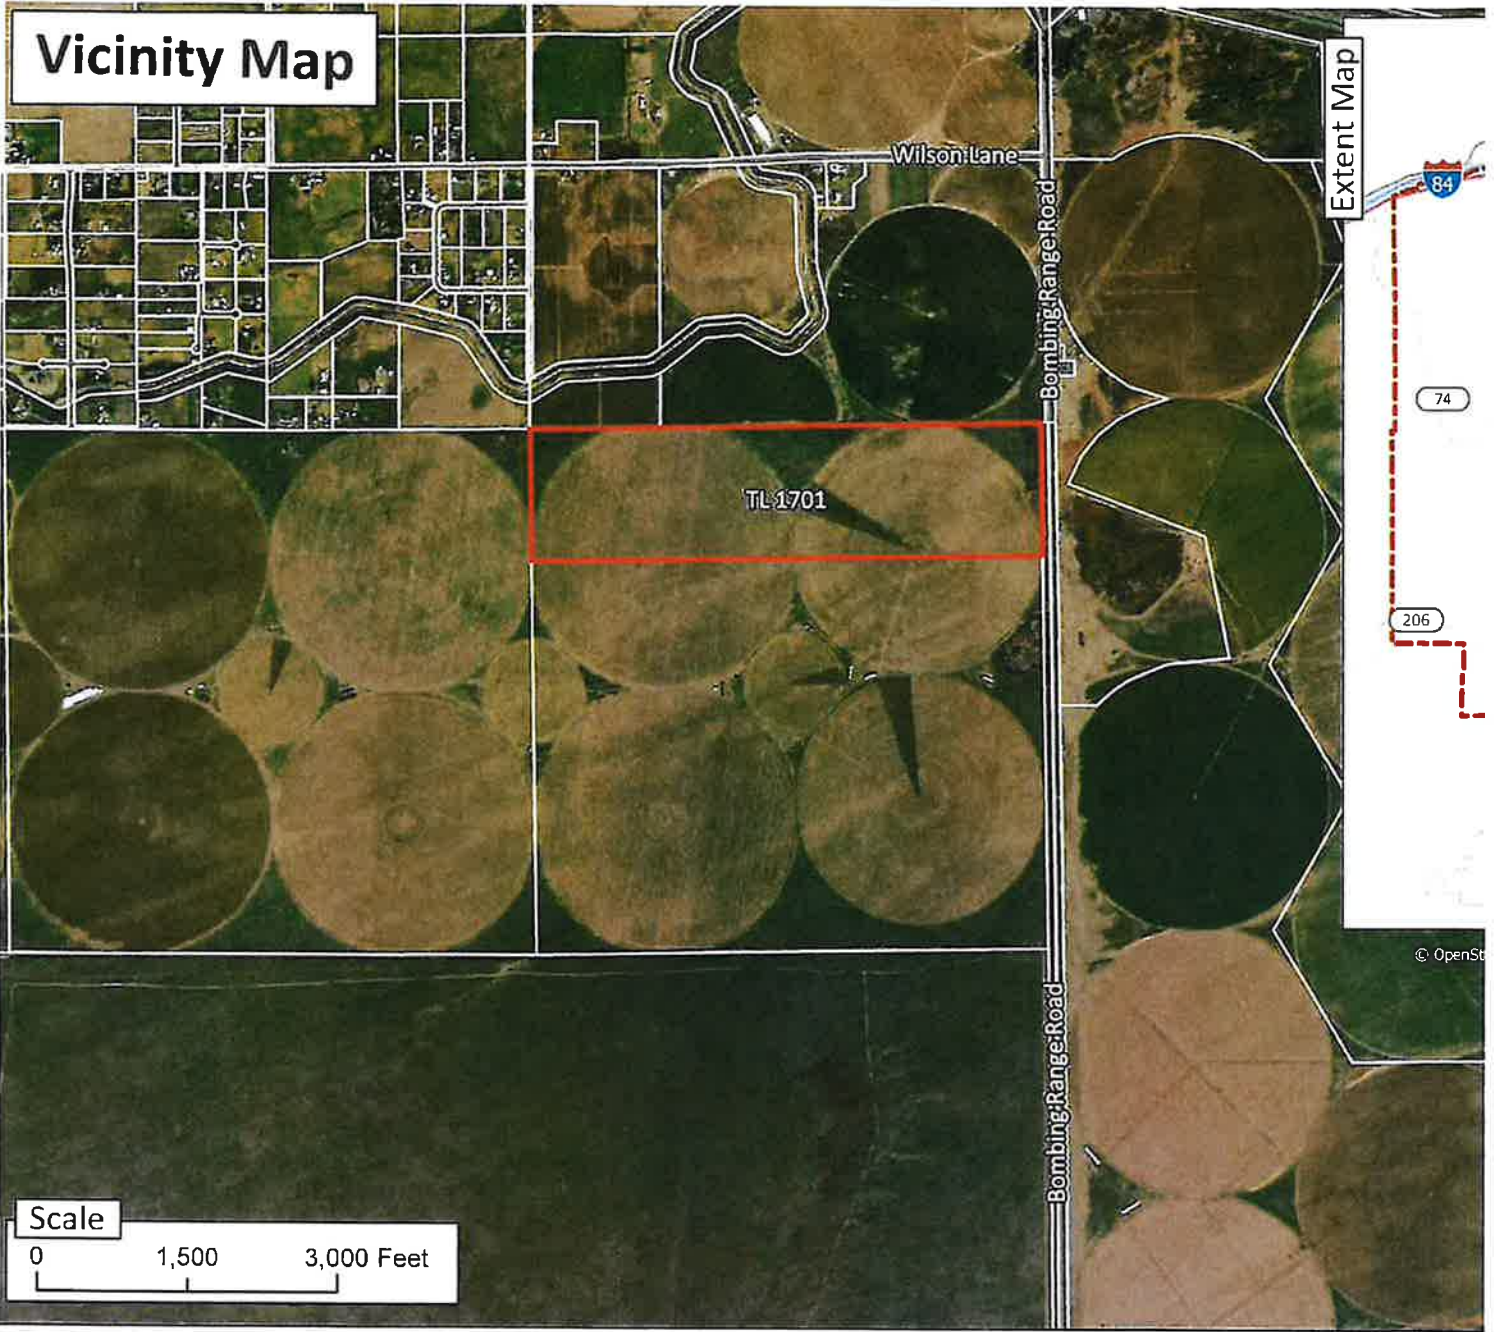 Vicinity Map
Wilson Lane
Extent Map
84
Bombing Range Road
74
TL 1701
206
© OpenSt
Bombing Range Road
Scale
0 1,500 3,000 Feet